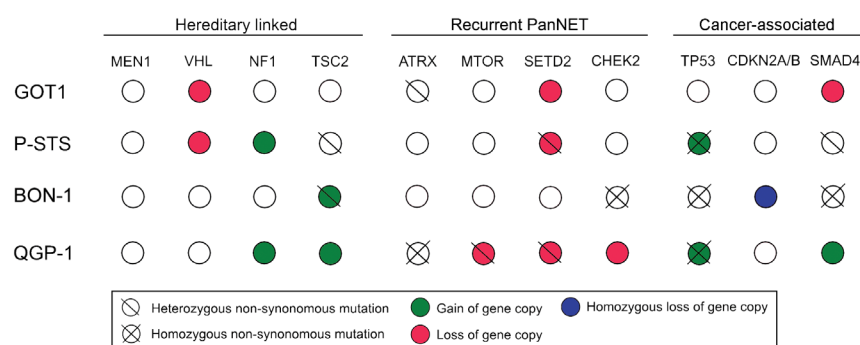 Hereditary linked Recurrent PanNET Cancer-associated
MEN1 VHL NF1 TSC2 ATRX MTOR SETD2 CHEK2 TP53 CDKN2A/B SMAD4
GOT1
P-STS
BON-1
QGP-1
Heterozygous non-synonomous mutation Gain of gene copy Homozygous loss of gene copy
Homozygous non-synonomous mutation Loss of gene copy